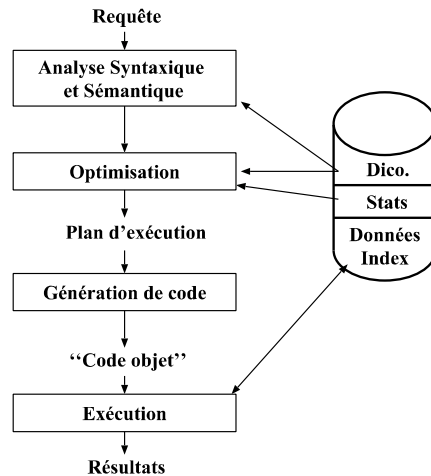 Requête
Analyse Syntaxique
et Sémantique
Optimisation
Plan d'exécution
Génération de code
‘‘Code objet’’
Exécution
Résultats
Dico.
Stats
Données
Index